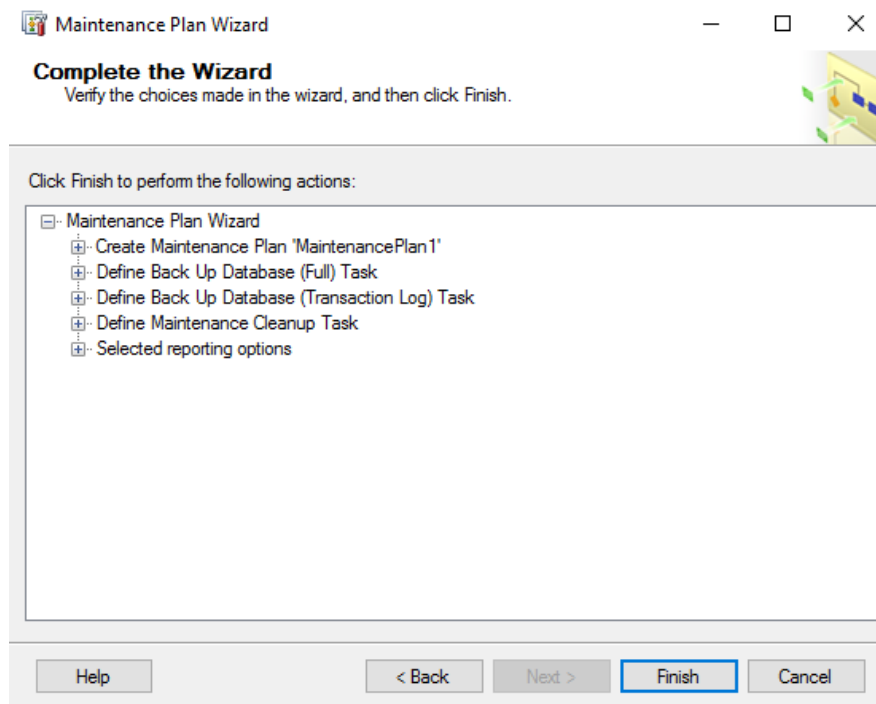 Maintenance Plan Wizard
Complete the Wizard
Verify the choices made in the wizard, and then click Finish.
Click Finish to perform the following actions:
Maintenance Plan Wizard
Create Maintenance Plan 'MaintenancePlan1'
Define Back Up Database (Full) Task
Define Back Up Database (Transaction Log) Task
Define Maintenance Cleanup Task
Selected reporting options
Help < Back Next > Finish Cancel